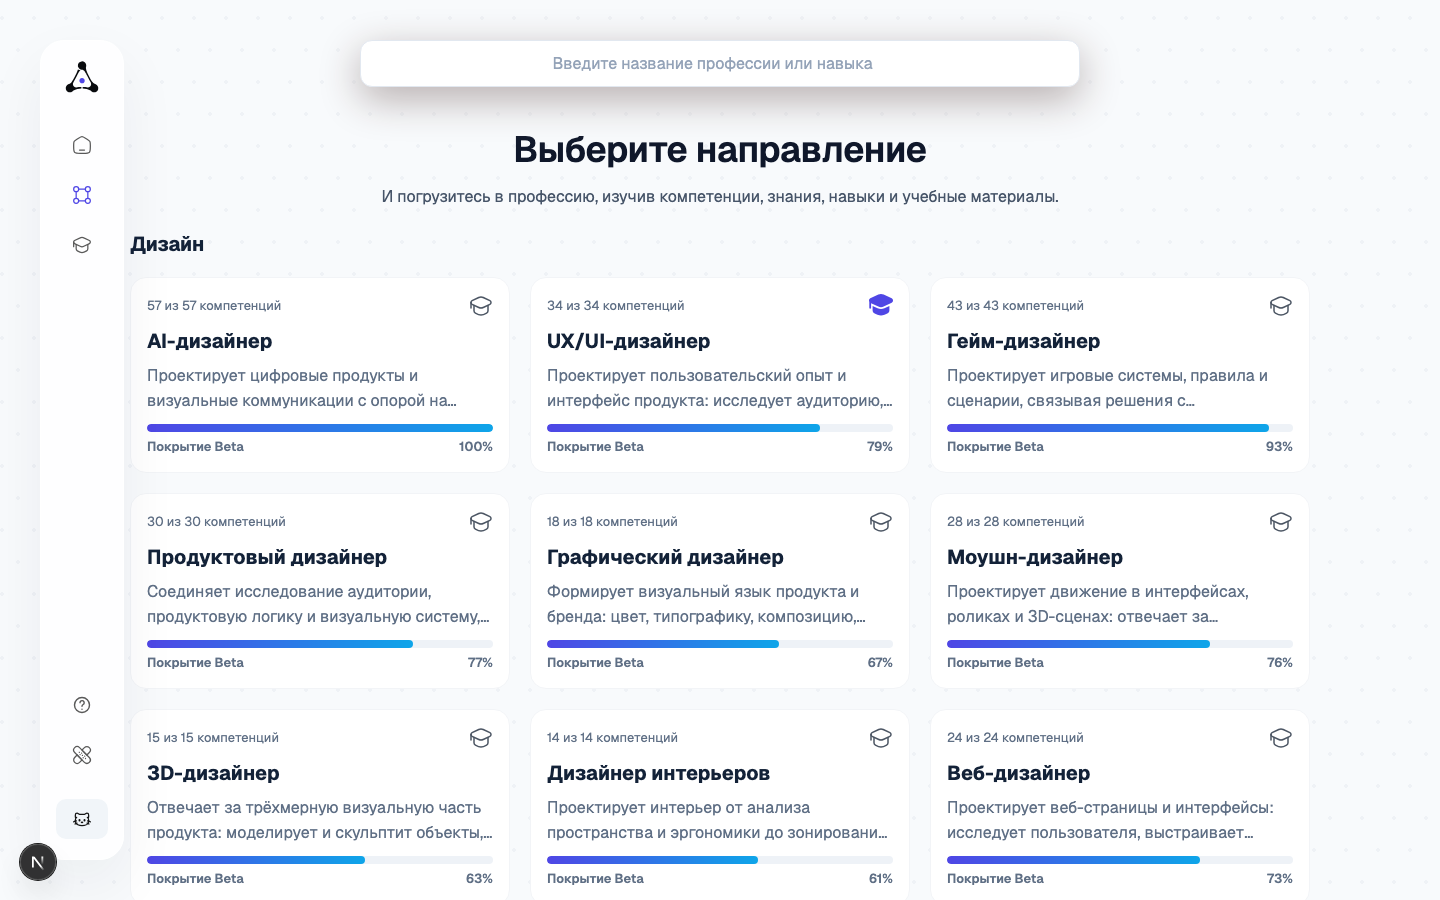 Введите название профессии или навыка
Выберите направление
И погрузитесь в профессию, изучив компетенции, знания, навыки и учебные материалы.
Дизайн
57 из 57 компетенций
AI-дизайнер
Проектирует цифровые продукты и
визуальные коммуникации с опорой на...
Покрытие Beta
100%
34 из 34 компетенций
UX/UI-дизайнер
Проектирует пользовательский опыт и
интерфейс продукта: исследует аудиторию,...
Покрытие Beta
79%
43 из 43 компетенций
Гейм-дизайнер
Проектирует игровые системы, правила и
сценарии, связывая решения с...
Покрытие Beta
93%
30 из 30 компетенций
Продуктовый дизайнер
Соединяет исследование аудитории,
продуктовую логику и визуальную систему,...
Покрытие Beta
77%
18 из 18 компетенций
Графический дизайнер
Формирует визуальный язык продукта и
бренда: цвет, типографику, композицию,...
Покрытие Beta
67%
28 из 28 компетенций
Моушн-дизайнер
Проектирует движение в интерфейсах,
роликах и 3D-сценах: отвечает за...
Покрытие Beta
76%
15 из 15 компетенций
3D-дизайнер
Отвечает за трёхмерную визуальную часть
продукта: моделирует и скульптит объекты,...
Покрытие Beta
63%
14 из 14 компетенций
Дизайнер интерьеров
Проектирует интерьер от анализа
пространства и эргономики до зонировани...
Покрытие Beta
61%
24 из 24 компетенций
Веб-дизайнер
Проектирует веб-страницы и интерфейсы:
исследует пользователя, выстраивает...
Покрытие Beta
73%
N